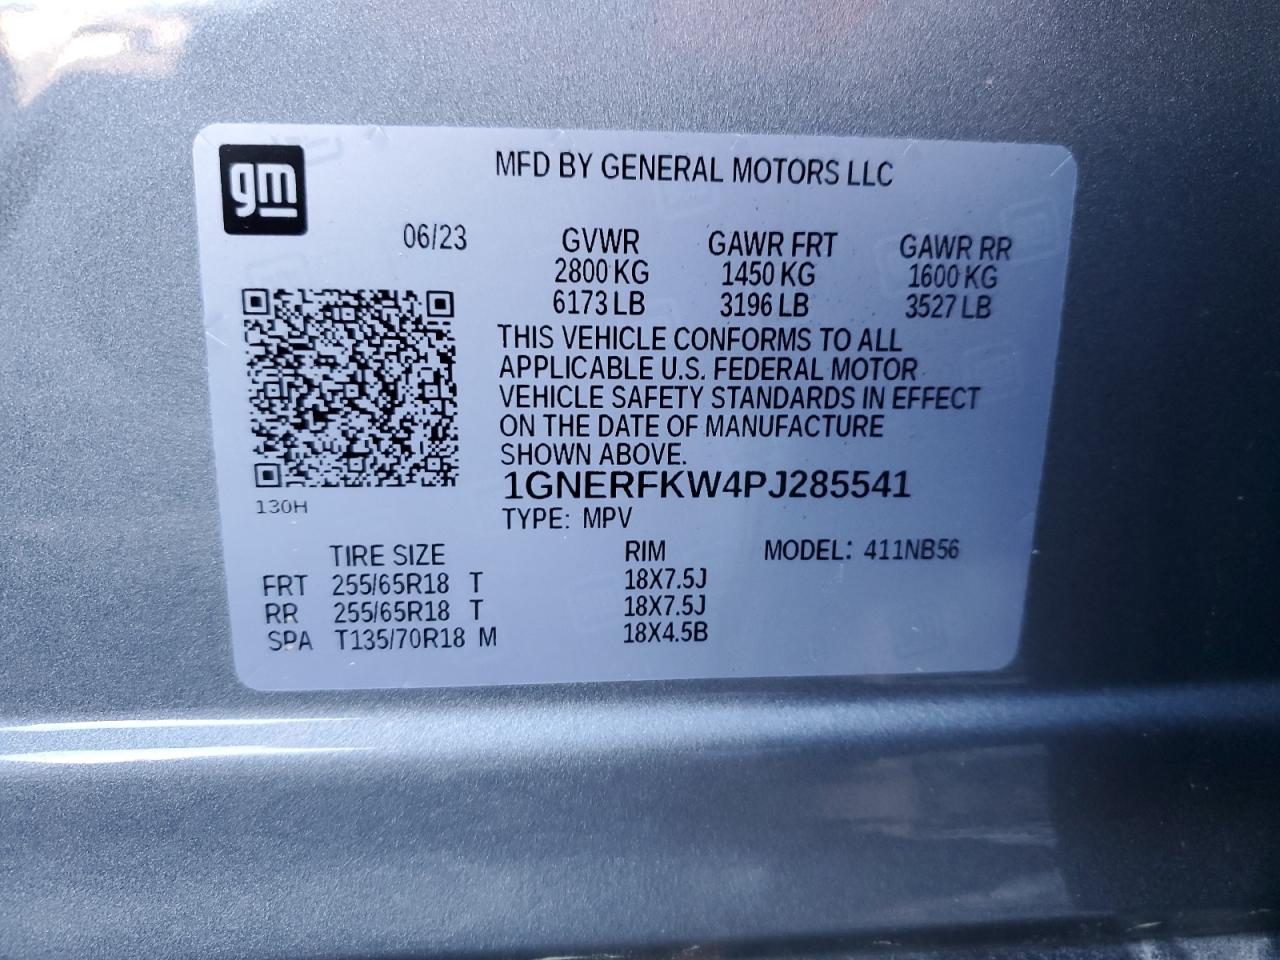 gm
MFD BY GENERAL MOTORS LLC
06/23 GVWR GAWR FRT GAWR RR
2800 KG 1450 KG 1600 KG
6173 LB 3196 LB 3527 LB
THIS VEHICLE CONFORMS TO ALL
APPLICABLE U.S. FEDERAL MOTOR
VEHICLE SAFETY STANDARDS IN EFFECT
ON THE DATE OF MANUFACTURE
SHOWN ABOVE.
1GNERFKW4PJ285541
130H
TYPE: MPV
TIRE SIZE RIM MODEL: 411NB56
FRT 255/65R18 T 18X7.5J
RR 255/65R18 T 18X7.5J
SPA T135/70R18 M 18X4.5B